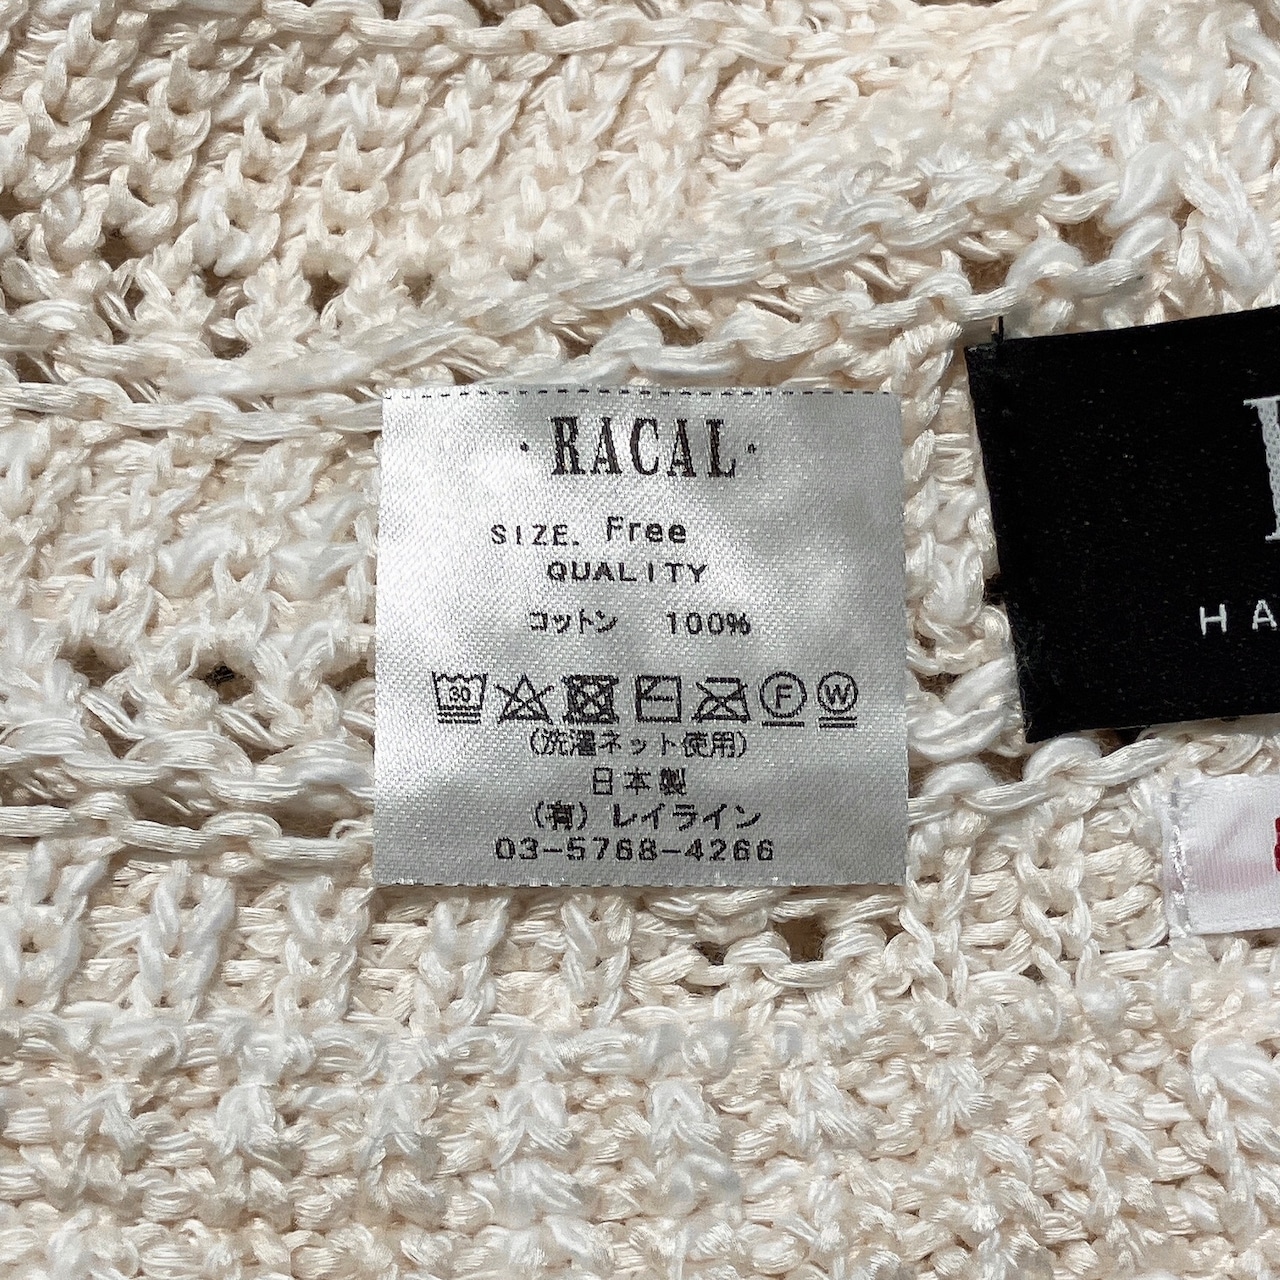 ・RACAL・
SIZE. Free
QUALITY
コットン 100%
30
F W
(洗濯ネット使用)
日本製
(有)レイライン
03-5768-4266
HA